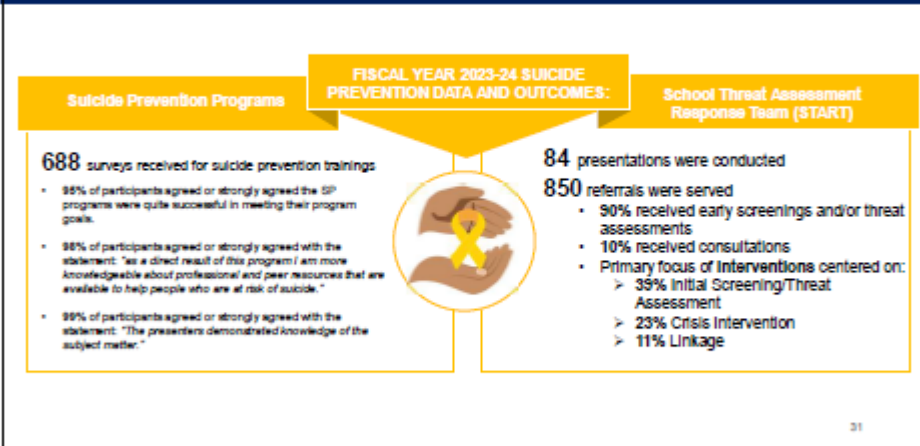 FISCAL YEAR 2023-24 SUICIDE
PREVENTION DATA AND OUTCOMES:
Suicide Prevention Programs
688 surveys received for suicide prevention trainings
• 95% of participants agreed or strongly agreed the SP
programs were quite successful in meeting their program
goals.
• 96% of participants agreed or strongly agreed with the
statement: "as a direct result of this program I am more
knowledgeable about professional and peer resources that are
available to help people who are at risk of suicide."
• 99% of participants agreed or strongly agreed with the
statement: "The presenters demonstrated knowledge of the
subject matter."
School Threat Assessment
Response Team (START)
84 presentations were conducted
850 referrals were served
• 90% received early screenings and/or threat
assessments
• 10% received consultations
• Primary focus of interventions centered on:
➢ 39% Initial Screening/Threat
Assessment
➢ 23% Crisis Intervention
➢ 11% Linkage
31